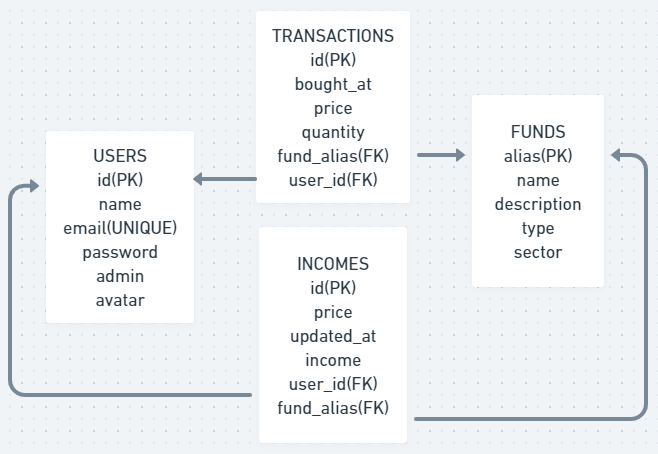 TRANSACTIONS
id(PK)
bought_at
price
quantity
fund_alias(FK)
user_id(FK)
USERS
id(PK)
name
email(UNIQUE)
password
admin
avatar
FUNDS
alias(PK)
name
description
type
sector
INCOMES
id(PK)
price
updated_at
income
user_id(FK)
fund_alias(FK)